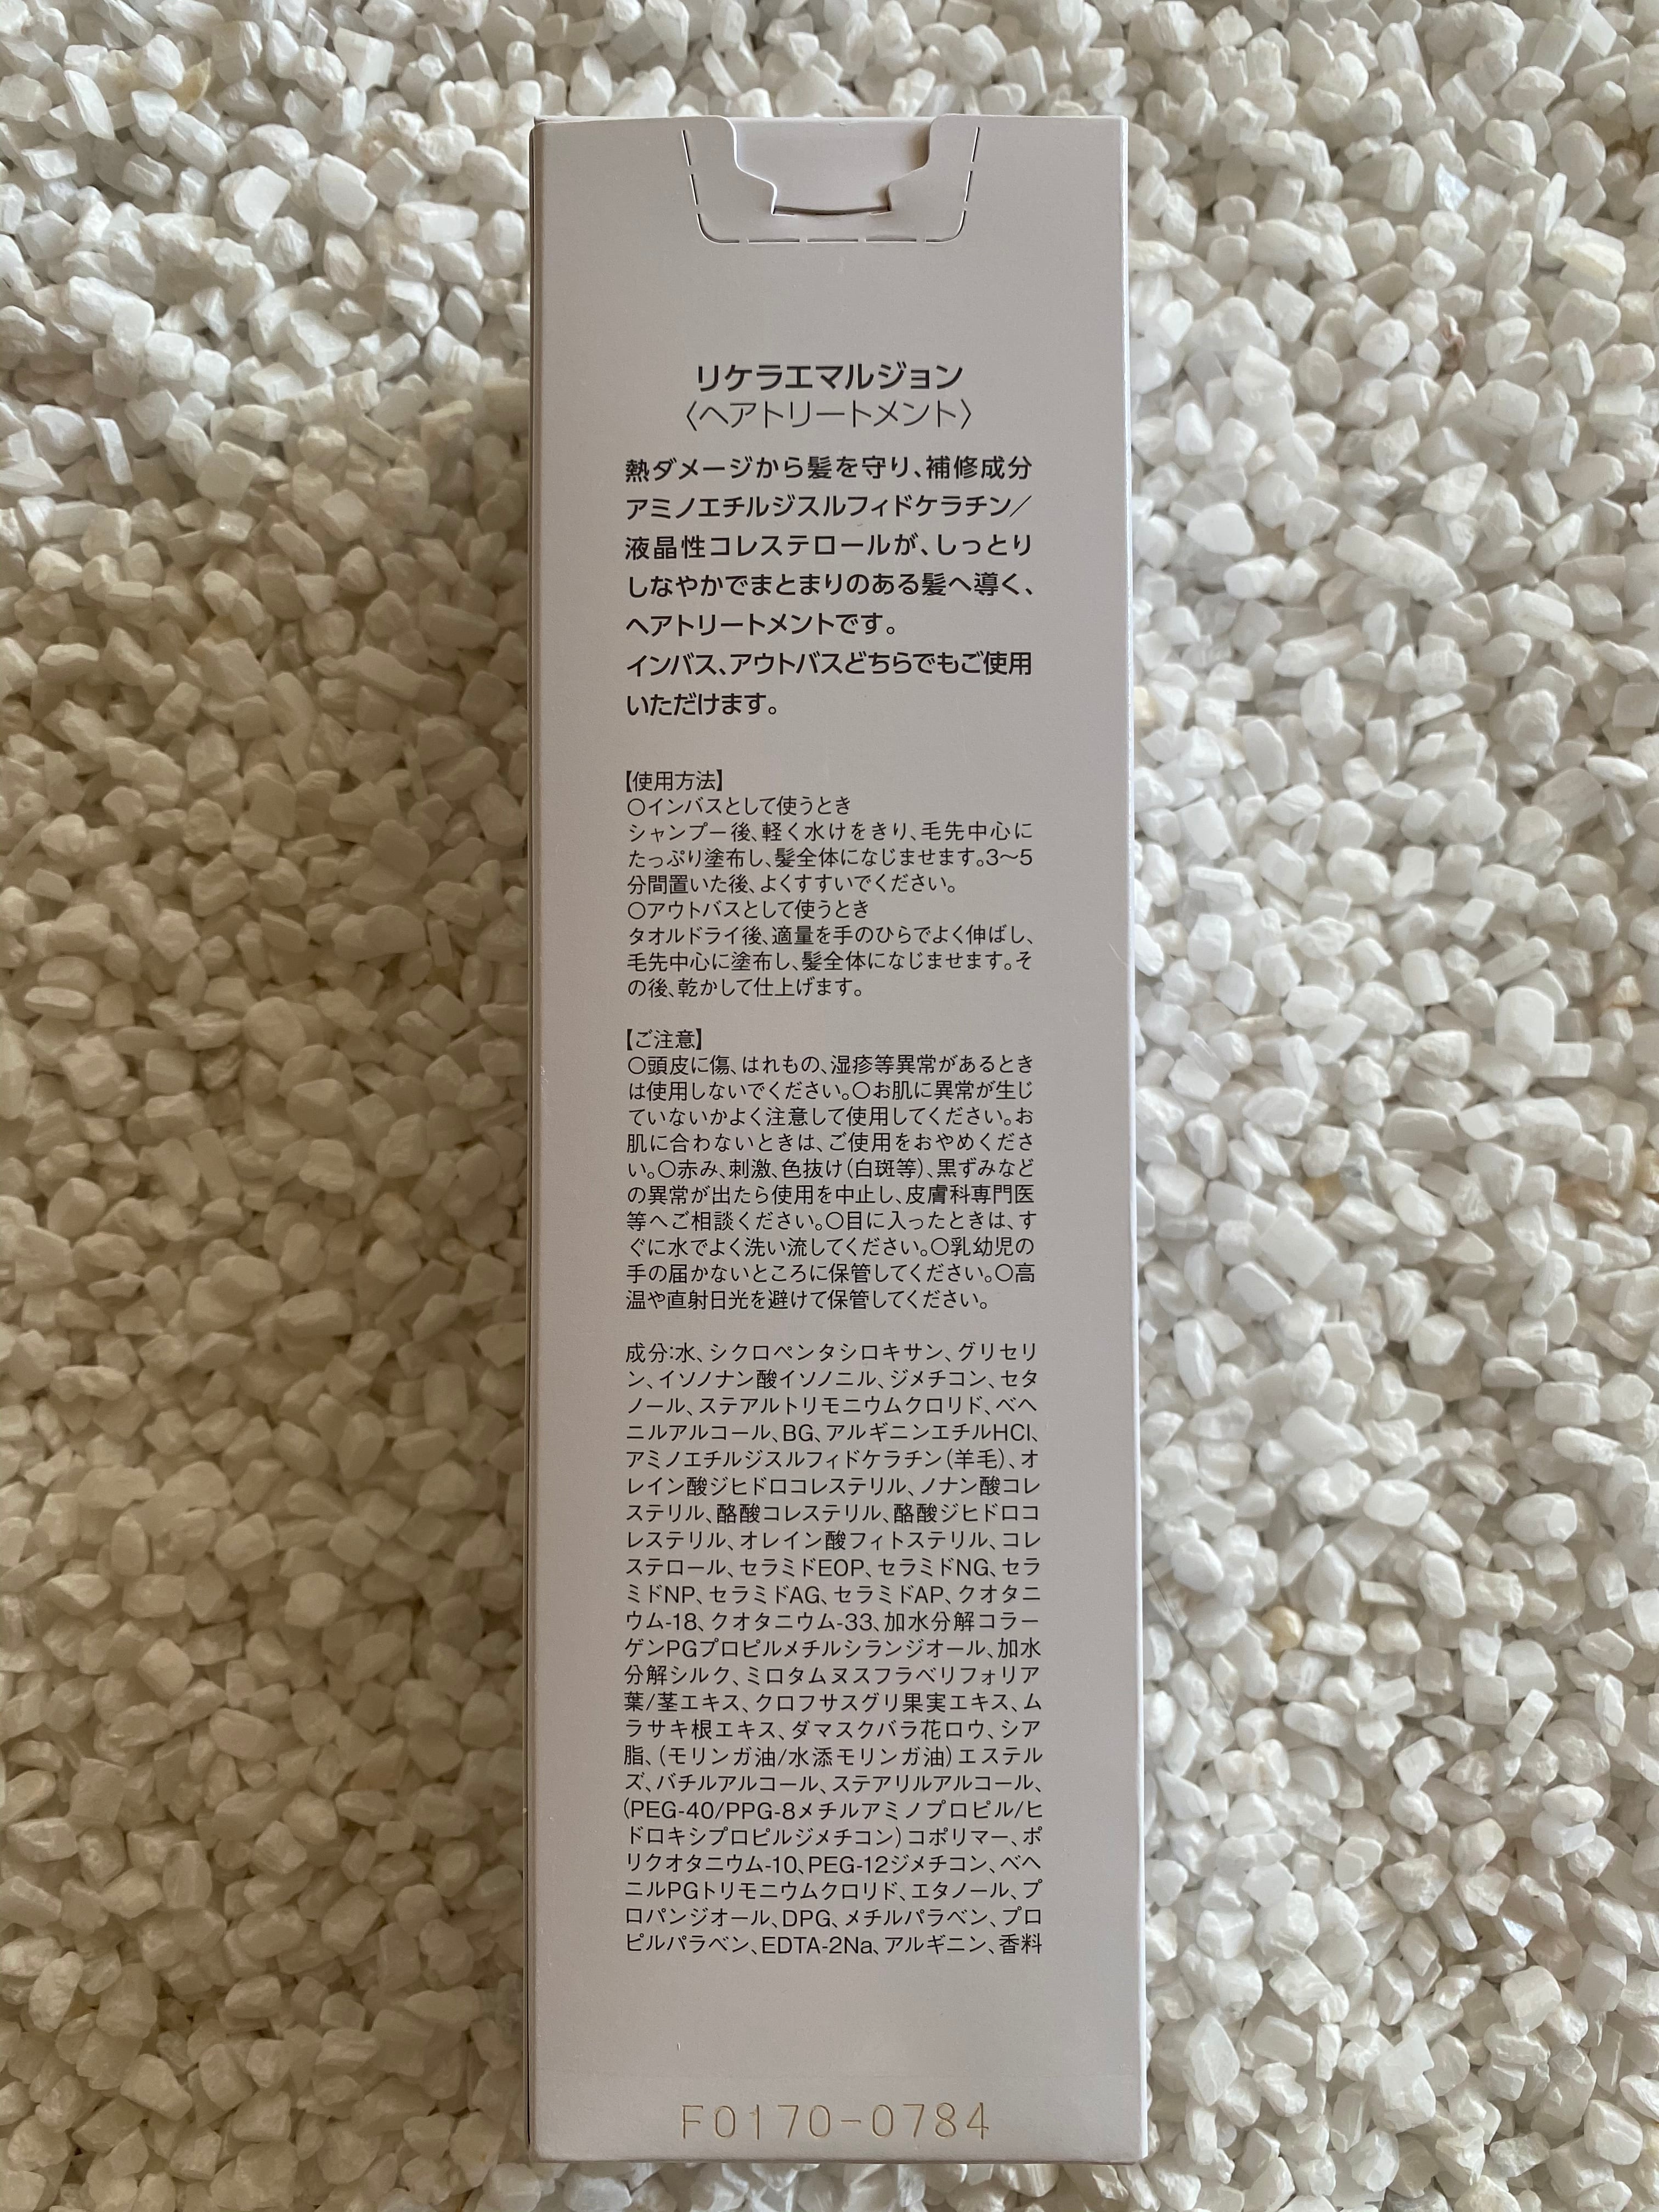 リケラエマルジョン
〈ヘアトリートメント〉
熱ダメージから髪を守り、補修成分
アミノエチルジスルフィドケラチン／
液晶性コレステロールが、しっとり
しなやかでまとまりのある髪へ導く、
ヘアトリートメントです。
インバス、アウトバスどちらでもご使用
いただけます。
【使用方法】
○インバスとして使うとき
シャンプー後、軽く水けをきり、毛先中心に
たっぷり塗布し、髪全体になじませます。3〜5
分間置いた後、よくすすいでください。
○アウトバスとして使うとき
タオルドライ後、適量を手のひらでよく伸ばし、
毛先中心に塗布し、髪全体になじませます。そ
の後、乾かして仕上げます。
【ご注意】
○頭皮に傷、はれもの、湿疹等異常があるとき
は使用しないでください。○お肌に異常が生じ
ていないかよく注意して使用してください。お
肌に合わないときは、ご使用をおやめくださ
い。○赤み、刺激、色抜け（白斑等）、黒ずみなど
の異常が出たら使用を中止し、皮膚科専門医
等へご相談ください。○目に入ったときは、す
ぐに水でよく洗い流してください。○乳幼児の
手の届かないところに保管してください。○高
温や直射日光を避けて保管してください。
成分：水、シクロペンタシロキサン、グリセリ
ン、イソノナン酸イソノニル、ジメチコン、セタ
ノール、ステアルトリモニウムクロリド、ベヘ
ニルアルコール、BG、アルギニンエチルHCl、
アミノエチルジスルフィドケラチン（羊毛）、オ
レイン酸ジヒドロコレステリル、ノナン酸コレ
ステリル、酪酸コレステリル、酪酸ジヒドロコ
レステリル、オレイン酸フィトステリル、コレ
ステロール、セラミドEOP、セラミドNG、セラ
ミドNP、セラミドAG、セラミドAP、クオタニ
ウム-18、クオタニウム-33、加水分解コラー
ゲンPGプロピルメチルシランジオール、加水
分解シルク、ミロタムヌスフラベリフォリア
葉/茎エキス、クロフサスグリ果実エキス、ム
ラサキ根エキス、ダマスクバラ花ロウ、シア
脂、（モリンガ油/水添モリンガ油）エステル
ズ、バチルアルコール、ステアリルアルコール、
（PEG-40/PPG-8メチルアミノプロピル/ヒ
ドロキシプロピルジメチコン）コポリマー、ポ
リクオタニウム-10、PEG-12ジメチコン、ベヘ
ニルPGトリモニウムクロリド、エタノール、プ
ロパンジオール、DPG、メチルパラベン、プロ
ピルパラベン、EDTA-2Na、アルギニン、香料
F0170-0784